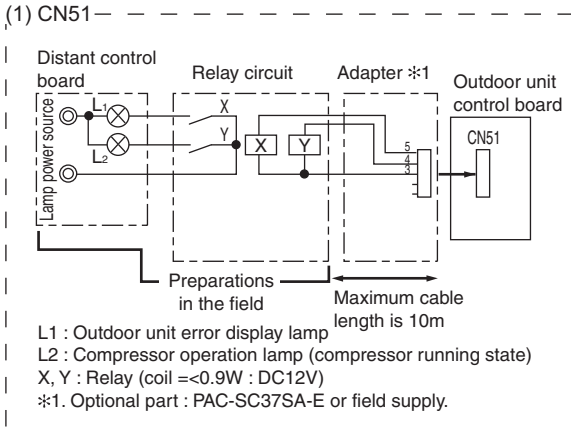 (1) CN51
Distant control
board
Relay circuit
Adapter ✻1
Outdoor unit
control board
Lamp power source
L1
L2
X
Y
X
Y
5
4
3
CN51
Preparations
in the field
Maximum cable
length is 10m
L1 : Outdoor unit error display lamp
L2 : Compressor operation lamp (compressor running state)
X, Y : Relay (coil =<0.9W : DC12V)
✻1. Optional part : PAC-SC37SA-E or field supply.